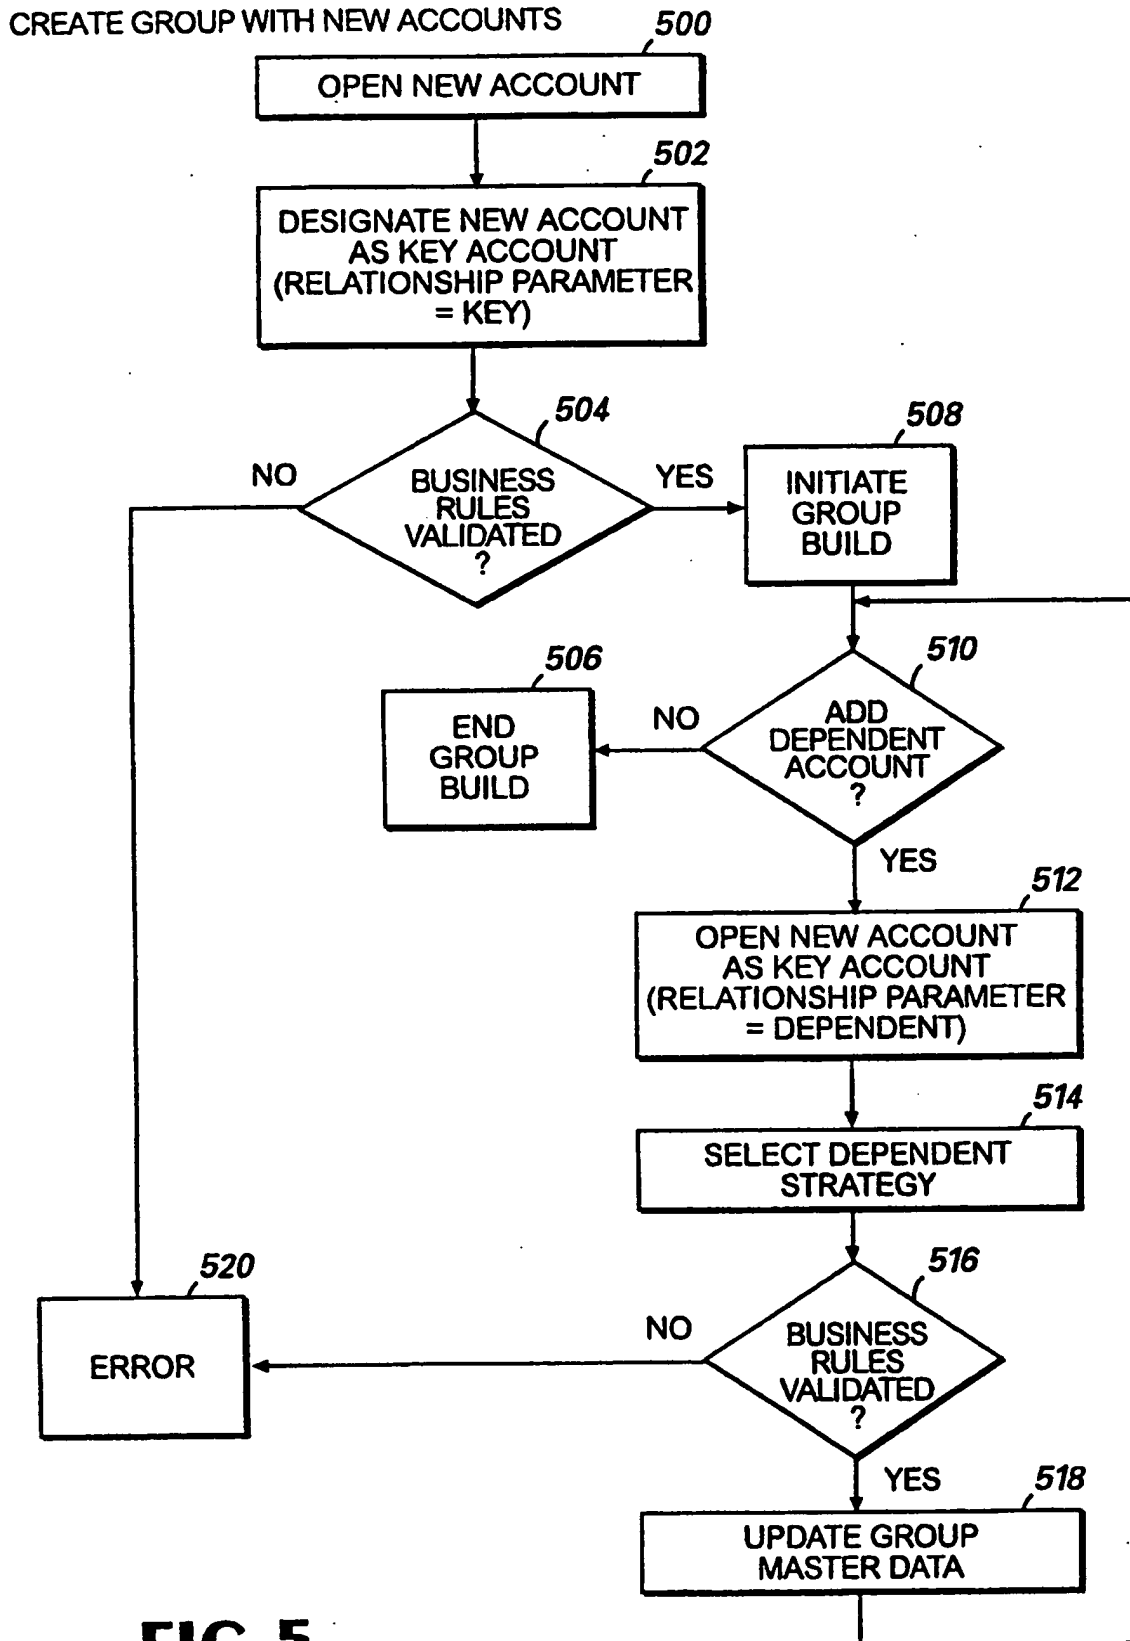 CREATE GROUP WITH NEW ACCOUNTS
500
OPEN NEW ACCOUNT
502
DESIGNATE NEW ACCOUNT
AS KEY ACCOUNT
(RELATIONSHIP PARAMETER
= KEY)
504
BUSINESS
RULES
VALIDATED
?
NO
YES
508
INITIATE
GROUP
BUILD
510
ADD
DEPENDENT
ACCOUNT
?
NO
506
END
GROUP
BUILD
YES
512
OPEN NEW ACCOUNT
AS KEY ACCOUNT
(RELATIONSHIP PARAMETER
= DEPENDENT)
514
SELECT DEPENDENT
STRATEGY
516
BUSINESS
RULES
VALIDATED
?
NO
520
ERROR
YES
518
UPDATE GROUP
MASTER DATA
FIG. 5